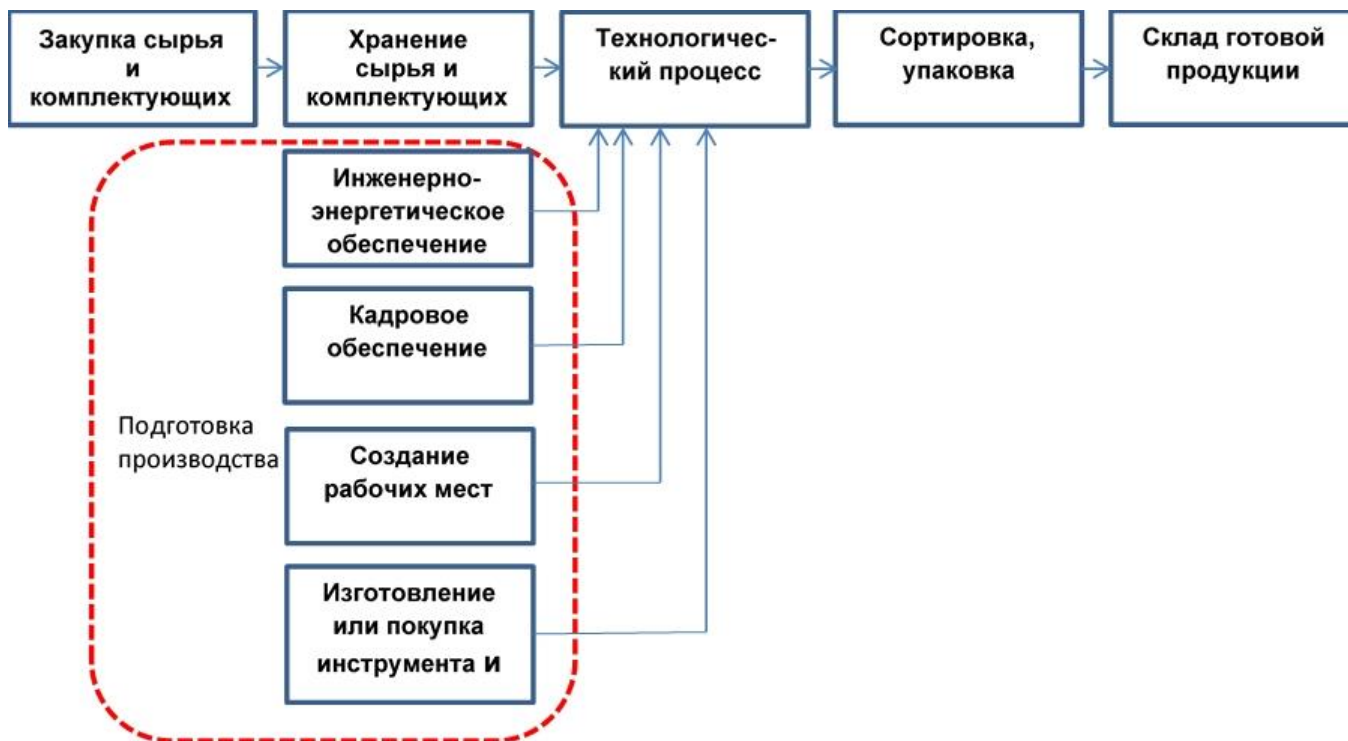 Закупка сырья
и
комплектующих
Хранение
сырья и
комплектующих
Технологичес-
кий процесс
Сортировка,
упаковка
Склад готовой
продукции
Инженерно-
энергетическое
обеспечение
Кадровое
обеспечение
Подготовка
производства
Создание
рабочих мест
Изготовление
или покупка
инструмента и